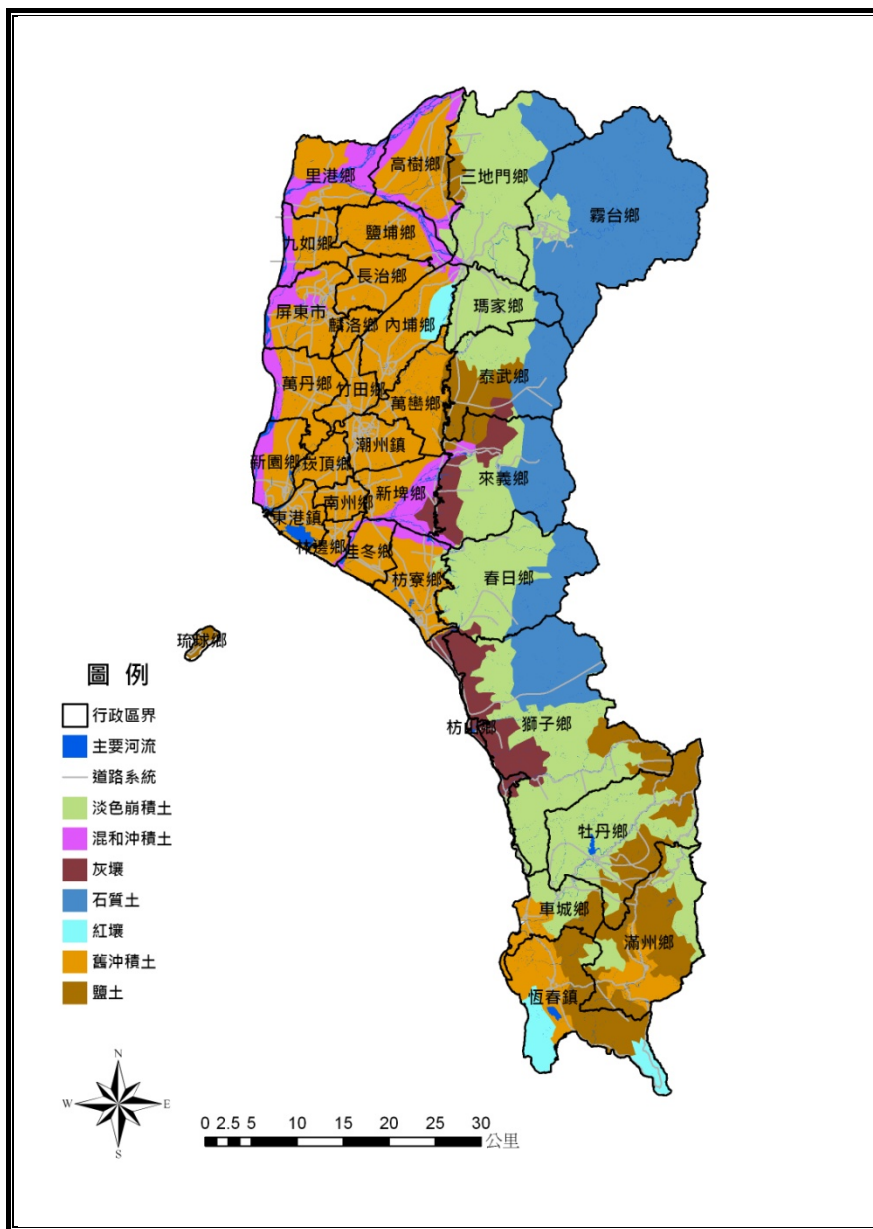 高樹鄉
里港鄉
三地門鄉
霧台鄉
九如鄉
鹽埔鄉
長治鄉
屏東市
麟洛鄉
內埔鄉
瑪家鄉
泰武鄉
萬丹鄉
竹田鄉
萬巒鄉
潮州鎮
新園鄉
崁頂鄉
來義鄉
南州鄉
新埤鄉
東港鎮
林邊鄉
佳冬鄉
枋寮鄉
春日鄉
琉球鄉
枋山鄉
獅子鄉
牡丹鄉
車城鄉
滿州鄉
恆春鎮
圖 例
行政區界
主要河流
道路系統
淡色崩積土
混和沖積土
灰壤
石質土
紅壤
舊沖積土
鹽土
N
W E
S
0 2.5 5 10 15 20 25 30
公里